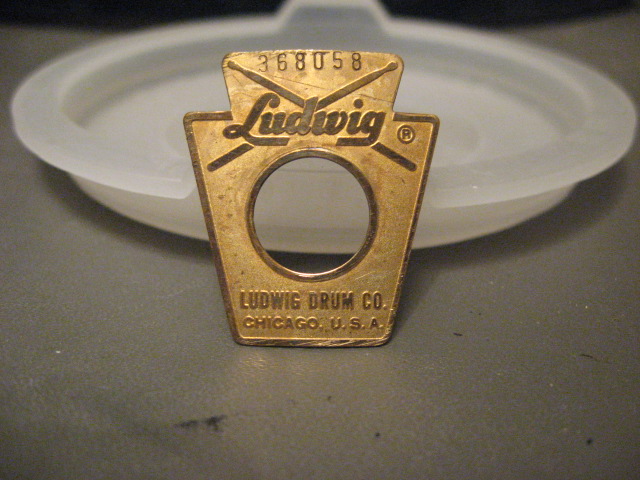 368058
Ludwig ®
LUDWIG DRUM CO.
CHICAGO, U.S.A.